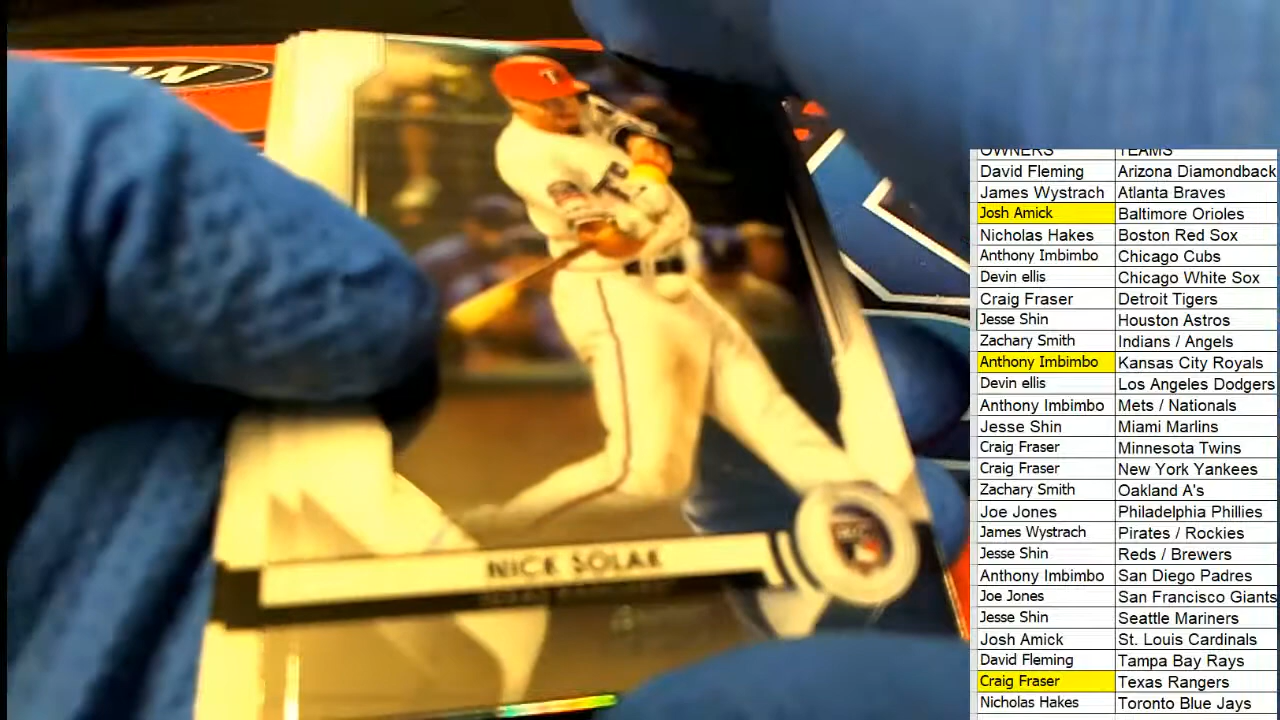 OWNERS TEAMS
David Fleming Arizona Diamondback
James Wystrach Atlanta Braves
Josh Amick Baltimore Orioles
Nicholas Hakes Boston Red Sox
Anthony Imbimbo Chicago Cubs
Devin ellis Chicago White Sox
Craig Fraser Detroit Tigers
Jesse Shin Houston Astros
Zachary Smith Indians / Angels
Anthony Imbimbo Kansas City Royals
Devin ellis Los Angeles Dodgers
Anthony Imbimbo Mets / Nationals
Jesse Shin Miami Marlins
Craig Fraser Minnesota Twins
Craig Fraser New York Yankees
Zachary Smith Oakland A's
Joe Jones Philadelphia Phillies
James Wystrach Pirates / Rockies
Jesse Shin Reds / Brewers
Anthony Imbimbo San Diego Padres
Joe Jones San Francisco Giants
Jesse Shin Seattle Mariners
Josh Amick St. Louis Cardinals
David Fleming Tampa Bay Rays
Craig Fraser Texas Rangers
Nicholas Hakes Toronto Blue Jays
T
NICK SOLAK